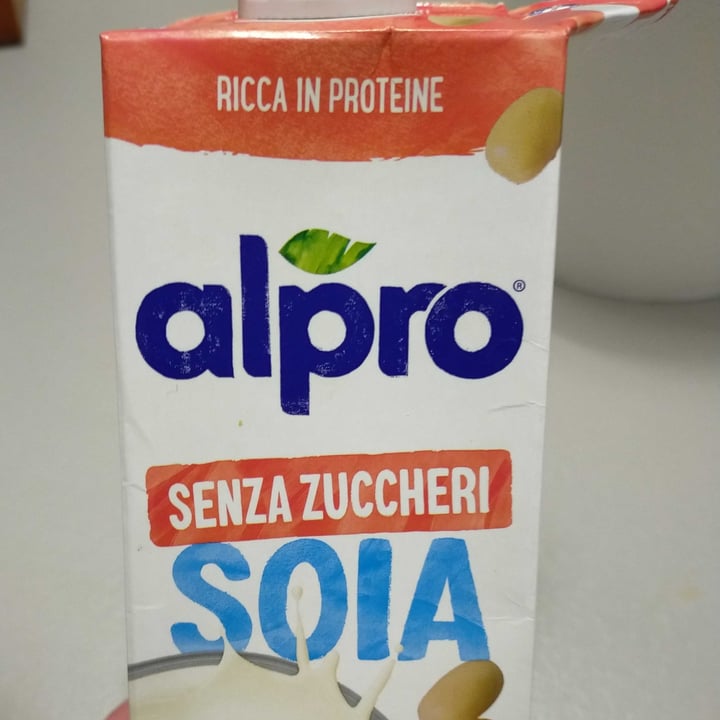 RICCA IN PROTEINE
alpro®
SENZA ZUCCHERI
SOIA